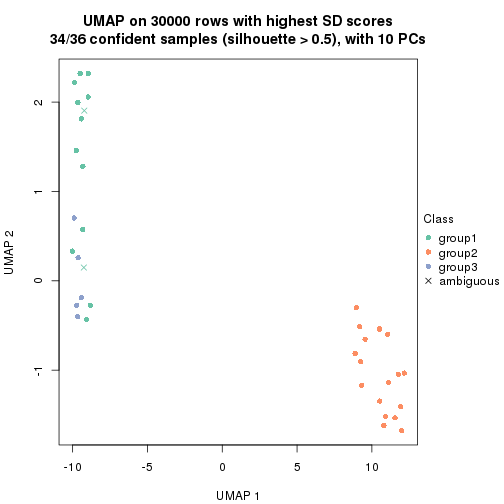 UMAP on 30000 rows with highest SD scores
34/36 confident samples (silhouette > 0.5), with 10 PCs
2
1
0
-1
UMAP 2
-10
-5
0
5
10
UMAP 1
Class
group1
group2
group3
ambiguous